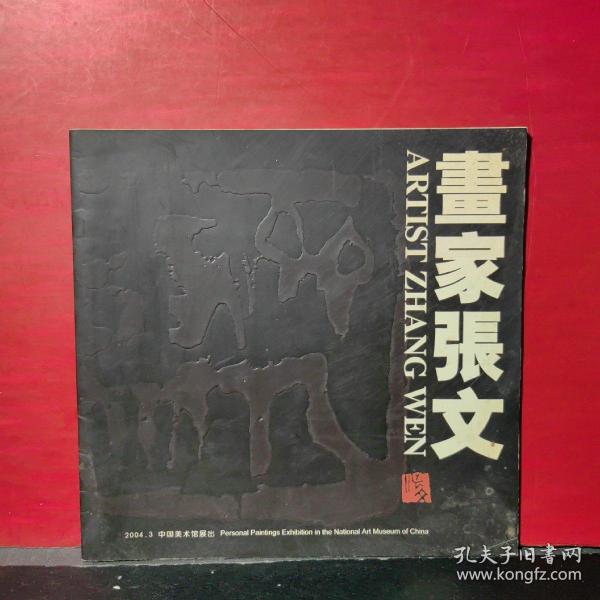 畫家張文
ARTIST ZHANG WEN
2004.3 中国美术馆展出 Personal Paintings Exhibition in the National Art Museum of China
孔夫子旧书网
www.kongfz.com